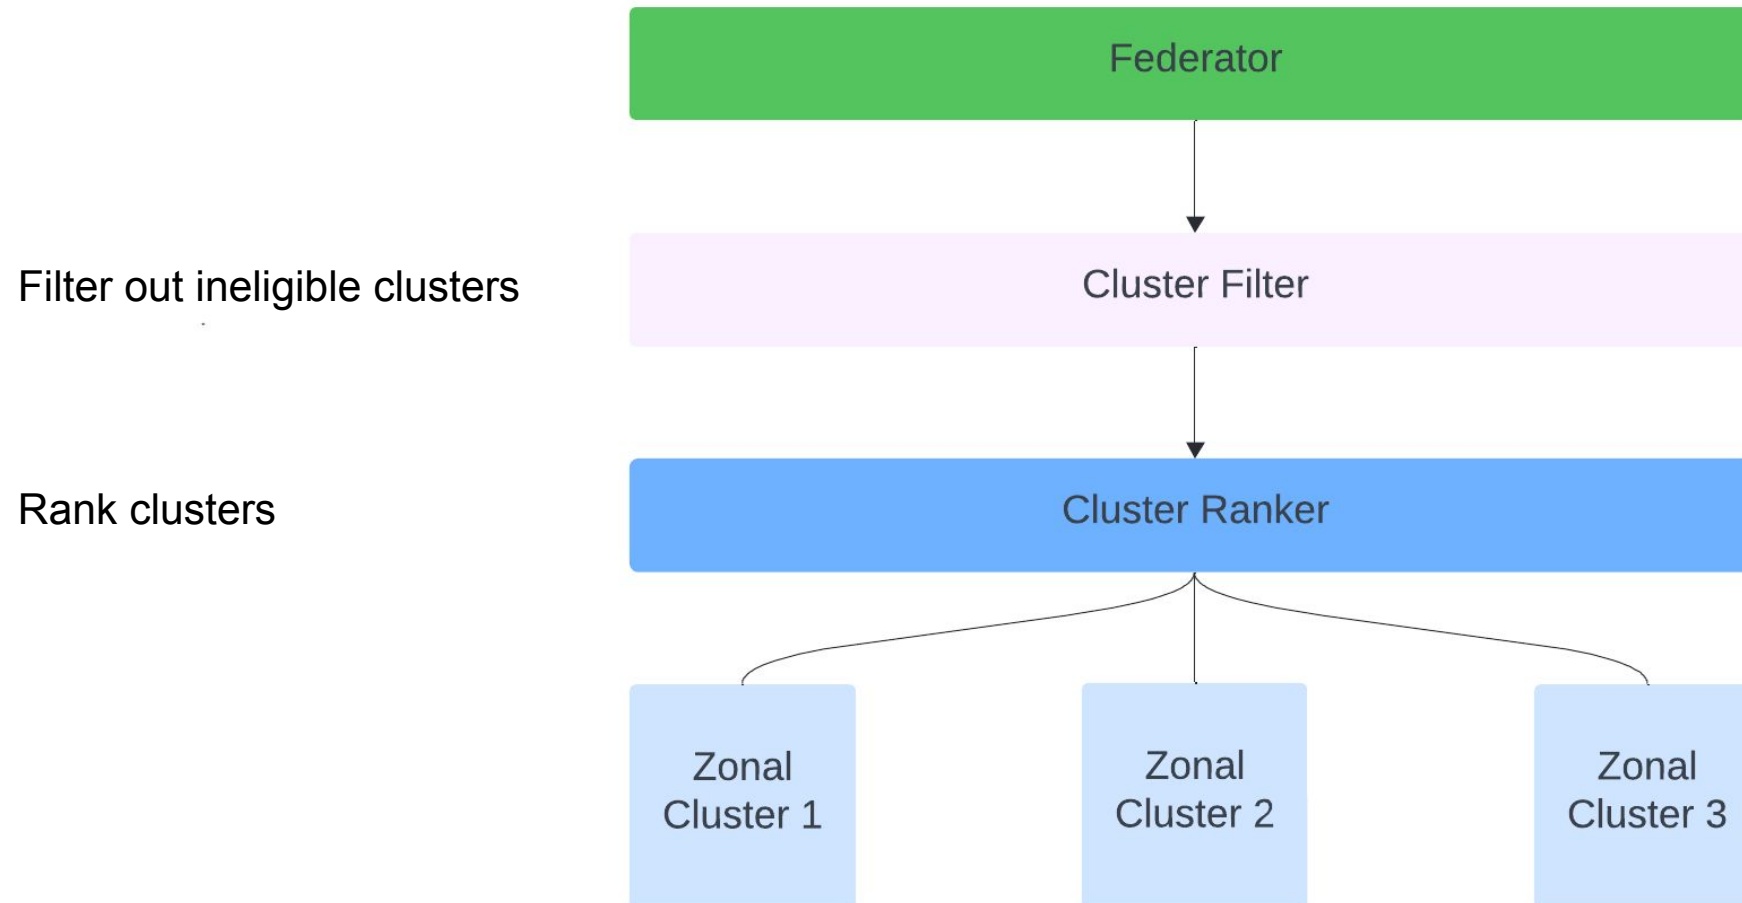 Federator
Filter out ineligible clusters
Cluster Filter
Rank clusters
Cluster Ranker
Zonal
Cluster 1
Zonal
Cluster 2
Zonal
Cluster 3